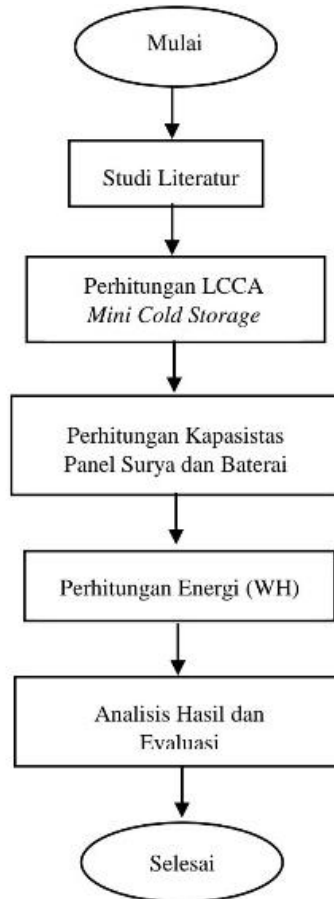 Mulai
Studi Literatur
Perhitungan LCCA
Mini Cold Storage
Perhitungan Kapasistas
Panel Surya dan Baterai
Perhitungan Energi (WH)
Analisis Hasil dan
Evaluasi
Selesai